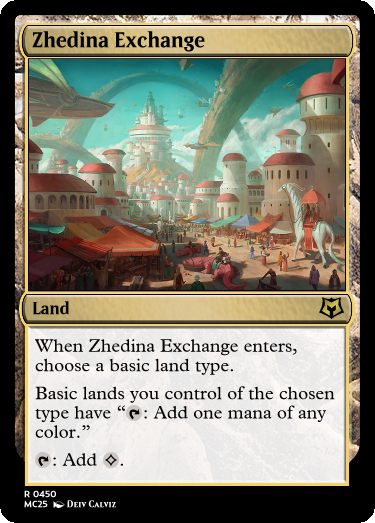 Zhedina Exchange
Land
When Zhedina Exchange enters,
choose a basic land type.
Basic lands you control of the chosen
type have “: Add one mana of any
color.”
: Add .
R 0450
MC25 Deiv Calviz